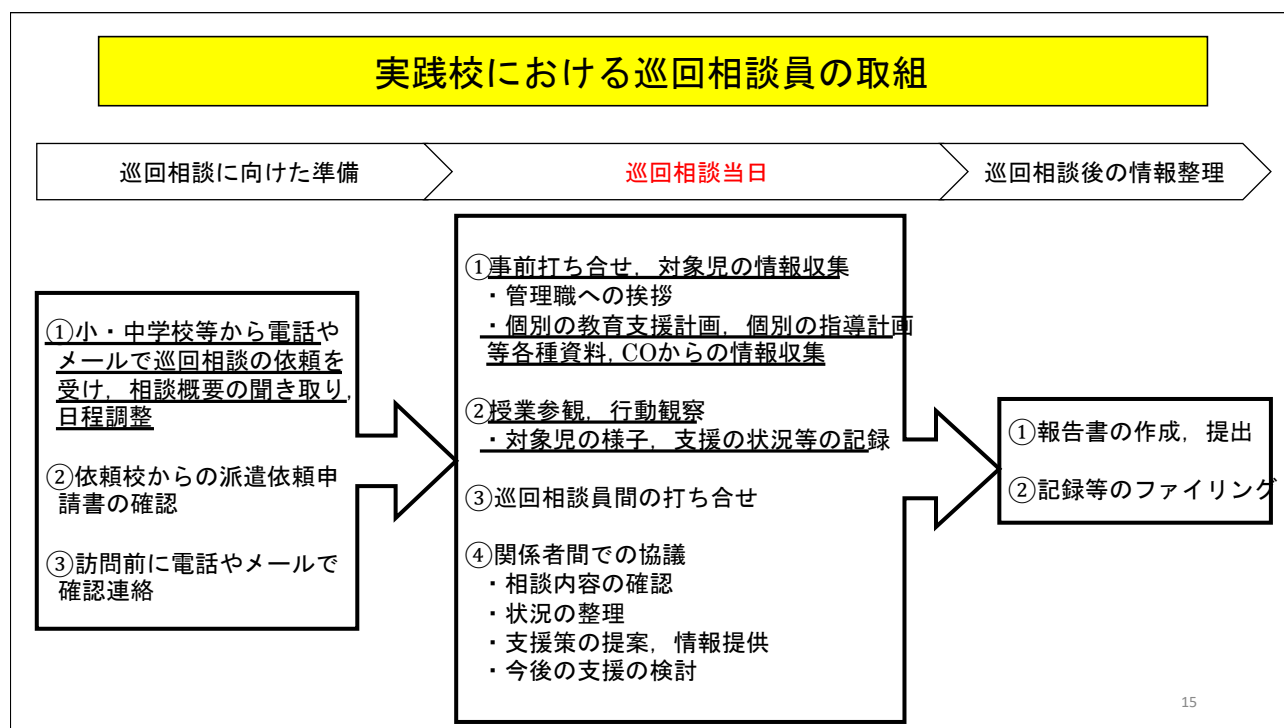 実践校における巡回相談員の取組
巡回相談に向けた準備
巡回相談当日
巡回相談後の情報整理
①小・中学校等から電話や
メールで巡回相談の依頼を
受け，相談概要の聞き取り，
日程調整
②依頼校からの派遣依頼申
請書の確認
③訪問前に電話やメールで
確認連絡
①事前打ち合せ，対象児の情報収集
・管理職への挨拶
・個別の教育支援計画，個別の指導計画
等各種資料，COからの情報収集
②授業参観，行動観察
・対象児の様子，支援の状況等の記録
③巡回相談員間の打ち合せ
④関係者間での協議
・相談内容の確認
・状況の整理
・支援策の提案，情報提供
・今後の支援の検討
①報告書の作成，提出
②記録等のファイリング
15